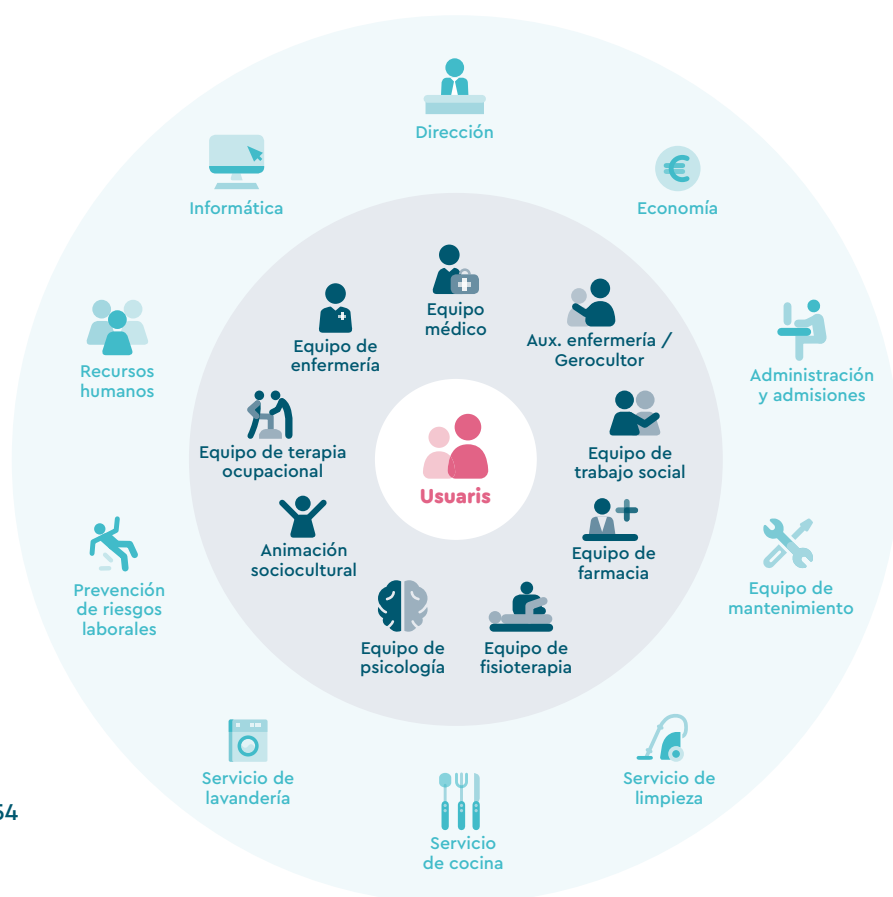 Dirección
Informática
Economía
Recursos
humanos
Administración
y admisiones
Prevención
de riesgos
laborales
Equipo de
mantenimiento
Servicio de
lavandería
Servicio de
limpieza
Servicio
de cocina
Equipo
médico
Equipo de
enfermería
Aux. enfermería /
Gerocultor
Equipo de terapia
ocupacional
Equipo de
trabajo social
Animación
sociocultural
Equipo de
farmacia
Equipo de
psicología
Equipo de
fisioterapia
Usuaris